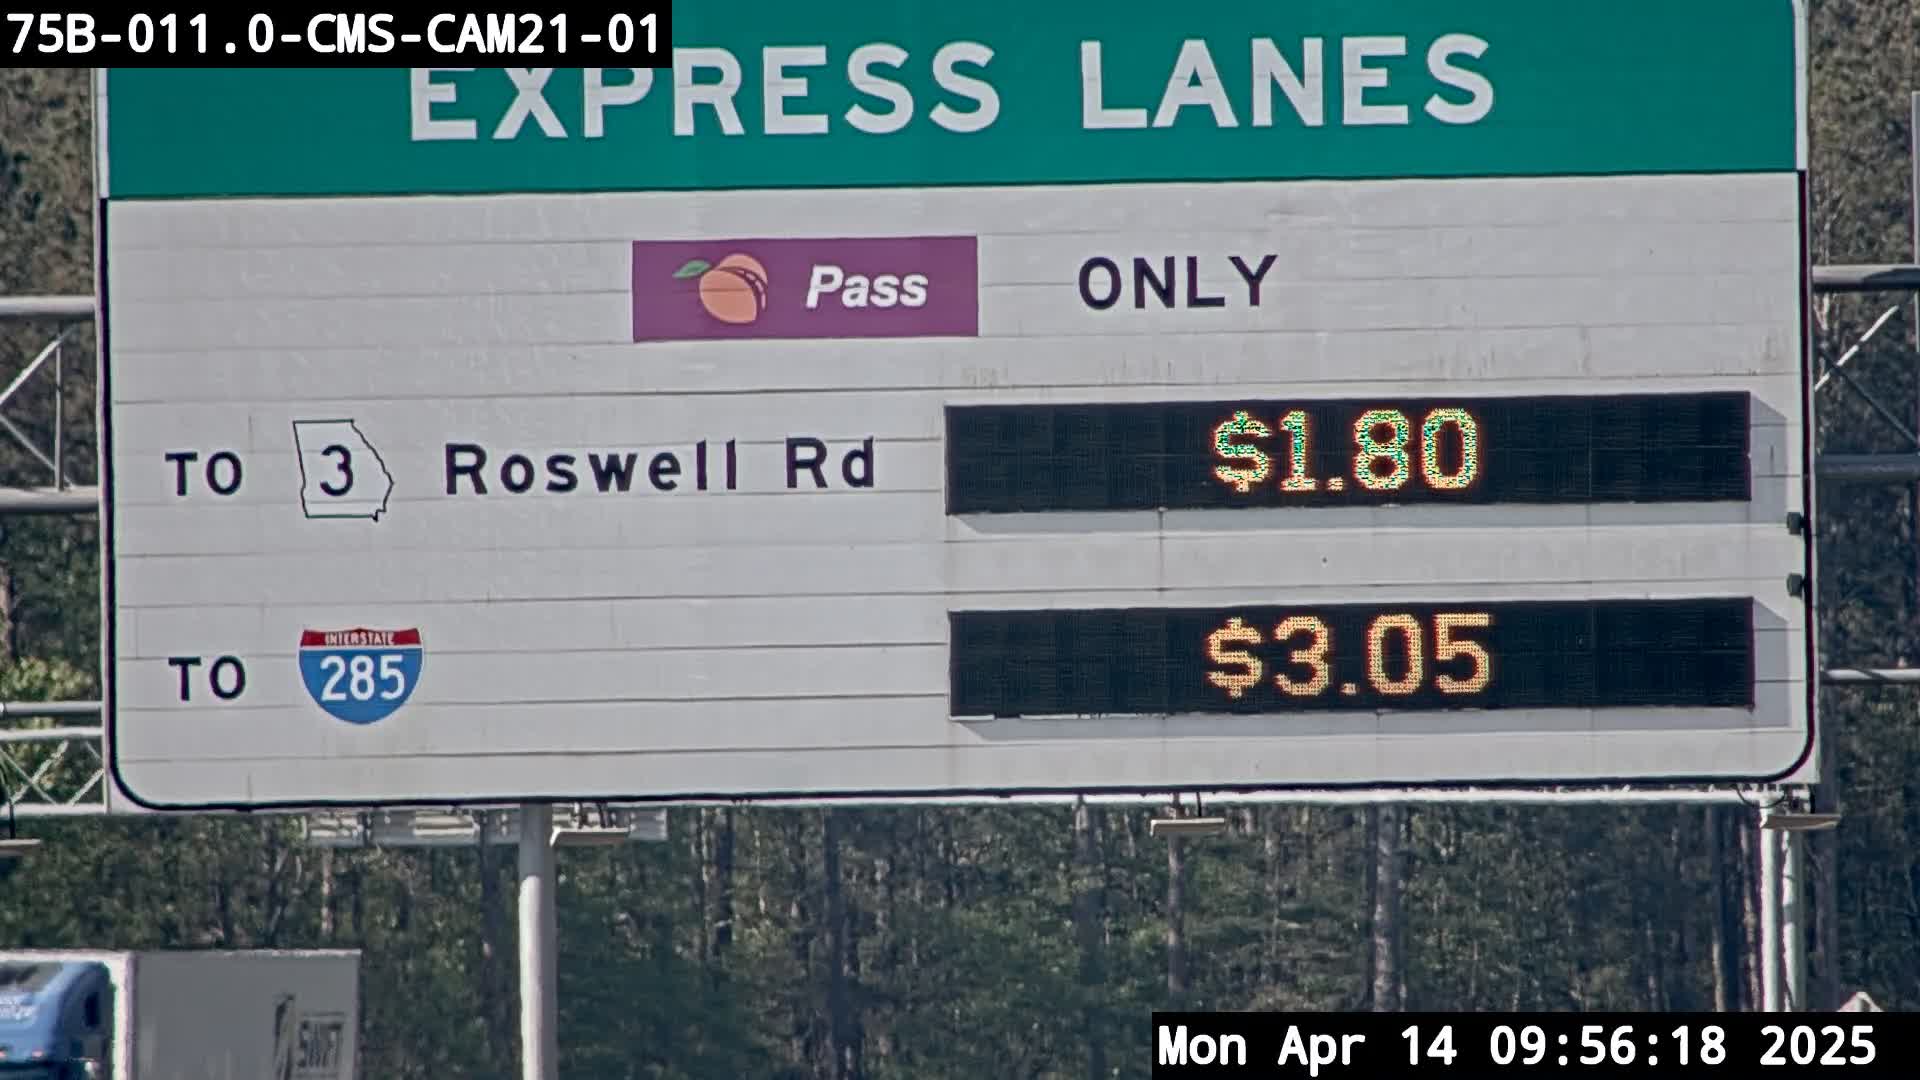 75B-011.0-CMS-CAM21-01
EXPRESS LANES
Pass ONLY
TO 3 Roswell Rd $1.80
INTERSTATE
TO 285 $3.05
SWIFT
Mon Apr 14 09:56:18 2025